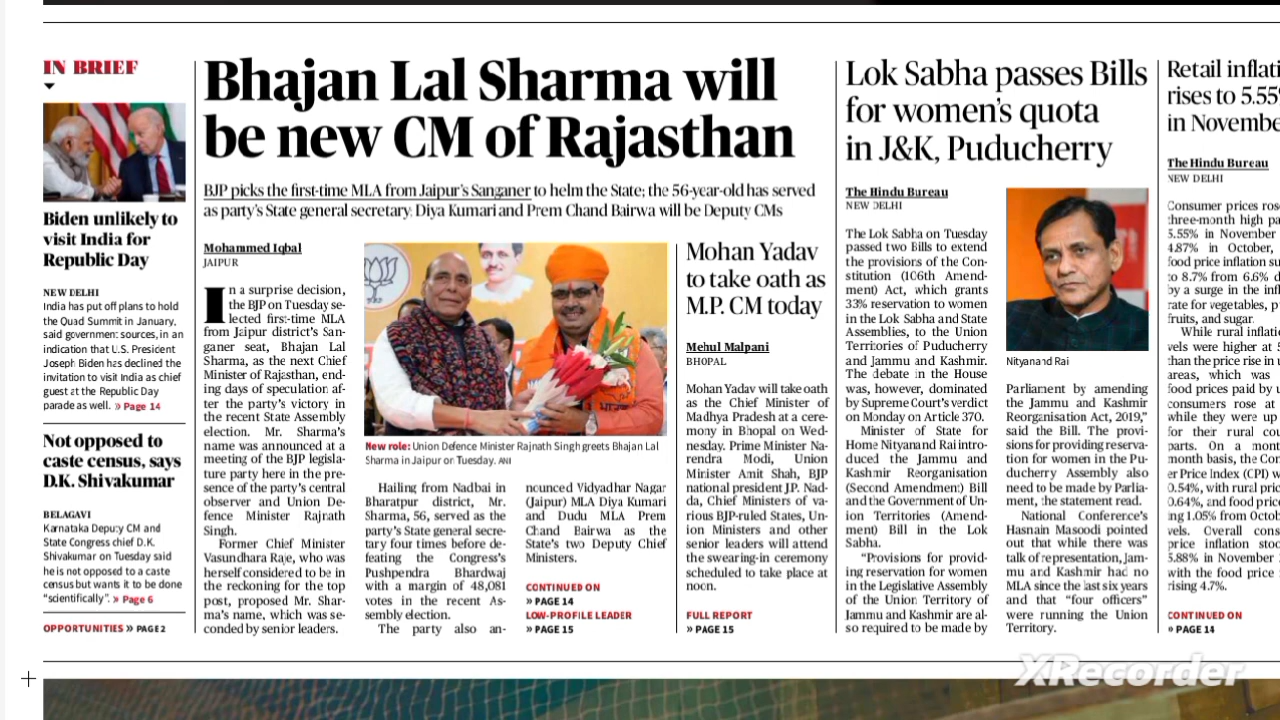 IN BRIEF
Biden unlikely to
visit India for
Republic Day
NEW DELHI
India has put off plans to hold
the Quad Summit in January,
said government sources, in an
indication that U.S. President
Joseph Biden has declined the
invitation to visit India as chief
guest at the Republic Day
parade as well. » Page 14
Not opposed to
caste census, says
D.K. Shivakumar
BELAGAVI
Karnataka Deputy CM and
State Congress chief D.K.
Shivakumar on Tuesday said
he is not opposed to a caste
census but wants it to be done
“scientifically”. » Page 6
OPPORTUNITIES » PAGE 2
Bhajan Lal Sharma will
be new CM of Rajasthan
BJP picks the first-time MLA from Jaipur’s Sanganer to helm the State; the 56-year-old has served
as party’s State general secretary. Diya Kumari and Prem Chand Bairwa will be Deputy CMs
Mohammed Iqbal
JAIPUR
In a surprise decision,
the BJP on Tuesday se-
lected first-time MLA
from Jaipur district’s San-
ganer seat, Bhajan Lal
Sharma, as the next Chief
Minister of Rajasthan, end-
ing days of speculation af-
ter the party’s victory in
the recent State Assembly
election. Mr. Sharma’s
name was announced at a
meeting of the BJP legisla-
ture party here in the pre-
sence of the party’s central
observer and Union De-
fence Minister Rajnath
Singh.
Former Chief Minister
Vasundhara Raje, who was
herself considered to be in
the reckoning for the top
post, proposed Mr. Shar-
ma’s name, which was se-
conded by senior leaders.
New role: Union Defence Minister Rajnath Singh greets Bhajan Lal
Sharma in Jaipur on Tuesday. ANI
Hailing from Nadbai in
Bharatpur district, Mr.
Sharma, 56, served as the
party’s State general secre-
tary four times before de-
feating the Congress’s
Pushpendra Bhardwaj
with a margin of 48,081
votes in the recent As-
sembly election.
The party also an-
nounced Vidyadhar Nagar
(Jaipur) MLA Diya Kumari
and Dudu MLA Prem
Chand Bairwa as the
State’s two Deputy Chief
Ministers.
CONTINUED ON
» PAGE 14
LOW-PROFILE LEADER
» PAGE 15
Mohan Yadav
to take oath as
M.P. CM today
Mehul Malpani
BHOPAL
Mohan Yadav will take oath
as the Chief Minister of
Madhya Pradesh at a cere-
mony in Bhopal on Wed-
nesday. Prime Minister Na-
rendra Modi, Union
Minister Amit Shah, BJP
national president J.P. Nad-
da, Chief Ministers of va-
rious BJP-ruled States, Un-
ion Ministers and other
senior leaders will attend
the swearing-in ceremony
scheduled to take place at
noon.
FULL REPORT
» PAGE 15
Lok Sabha passes Bills
for women’s quota
in J&K, Puducherry
The Hindu Bureau
NEW DELHI
The Lok Sabha on Tuesday
passed two Bills to extend
the provisions of the Con-
stitution (106th Amend-
ment) Act, which grants
33% reservation to women
in the Lok Sabha and State
Assemblies, to the Union
Territories of Puducherry
and Jammu and Kashmir.
The debate in the House
was, however, dominated
by Supreme Court’s verdict
on Monday on Article 370.
Minister of State for
Home Nityanand Rai intro-
duced the Jammu and
Kashmir Reorganisation
(Second Amendment) Bill
and the Government of Un-
ion Territories (Amend-
ment) Bill in the Lok
Sabha.
“Provisions for provid-
ing reservation for women
in the Legislative Assembly
of the Union Territory of
Jammu and Kashmir are al-
so required to be made by
Nityanand Rai
Parliament by amending
the Jammu and Kashmir
Reorganisation Act, 2019,”
said the Bill. The provi-
sions for providing reserva-
tion for women in the Pu-
ducherry Assembly also
need to be made by Parlia-
ment, the statement read.
National Conference’s
Hasnain Masoodi pointed
out that while there was
talk of representation, Jam-
mu and Kashmir had no
MLA since the last six years
and that “four officers”
were running the Union
Territory.
Retail inflati
rises to 5.55
in Novembe
The Hindu Bureau
NEW DELHI
Consumer prices rose
three-month high pa
5.55% in November
4.87% in October,
food price inflation su
to 8.7% from 6.6% d
by a surge in the infl
rate for vegetables, p
fruits, and sugar.
While rural inflat
vels were higher at 5
than the price rise in u
areas, which was
food prices paid by u
consumers rose at
while they were up
for their rural cou
parts. On a mont
month basis, the Con
er Price Index (CPI) w
0.54%, with rural pric
0.64%, and food price
ing 1.05% from Octo
vels. Overall cons
price inflation stoo
5.88% in November
with the food price
rising 4.7%.
CONTINUED ON
» PAGE 14
XRecorder